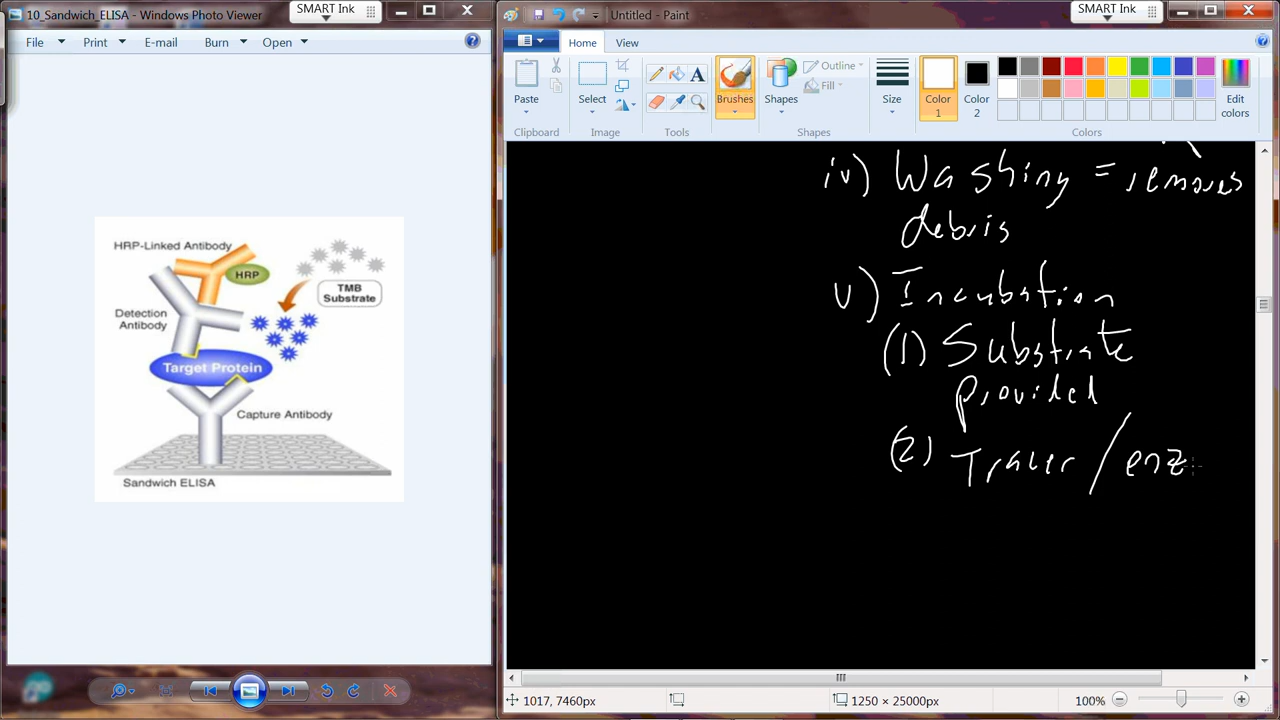 10_Sandwich_ELISA - Windows Photo Viewer
SMART Ink
File Print E-mail Burn Open
HRP-Linked Antibody
HRP
TMB
Substrate
Detection
Antibody
Target Protein
Capture Antibody
Sandwich ELISA
Untitled - Paint
SMART Ink
Home View
Paste
Select
Brushes
Shapes
Outline
Fill
Size
Color
1
Color
2
Edit
colors
Clipboard
Image
Tools
Shapes
Colors
iv) Washing = removes
debris
v) Incubation
(1) Substrate
provided
(2) Tracer / enz
1017, 7460px
1250 × 25000px
100%